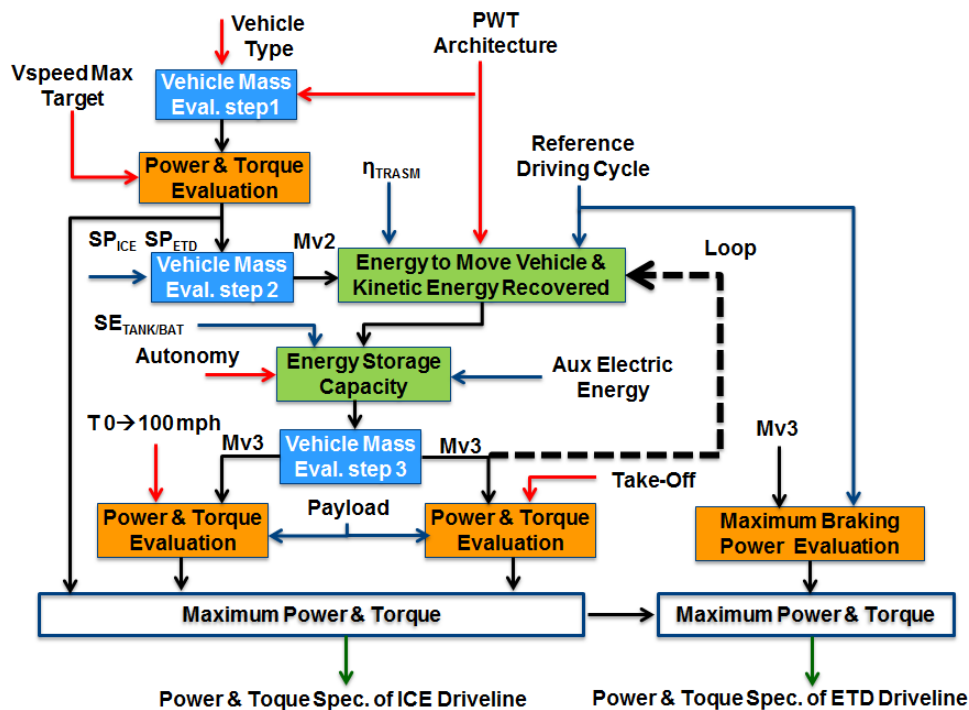 Vehicle
Type
PWT
Architecture
Vspeed Max
Target
Vehicle Mass
Eval. step1
Reference
Driving Cycle
Power & Torque
Evaluation
ηTRASM
SPICE SPETD
Mv2
Loop
Vehicle Mass
Eval. step 2
Energy to Move Vehicle &
Kinetic Energy Recovered
SETANK/BAT
Autonomy
Energy Storage
Capacity
Aux Electric
Energy
T 0→100 mph
Mv3
Vehicle Mass
Eval. step 3
Mv3
Mv3
Take-Off
Payload
Power & Torque
Evaluation
Power & Torque
Evaluation
Maximum Braking
Power Evaluation
Maximum Power & Torque
Maximum Power & Torque
Power & Toque Spec. of ICE Driveline
Power & Toque Spec. of ETD Driveline